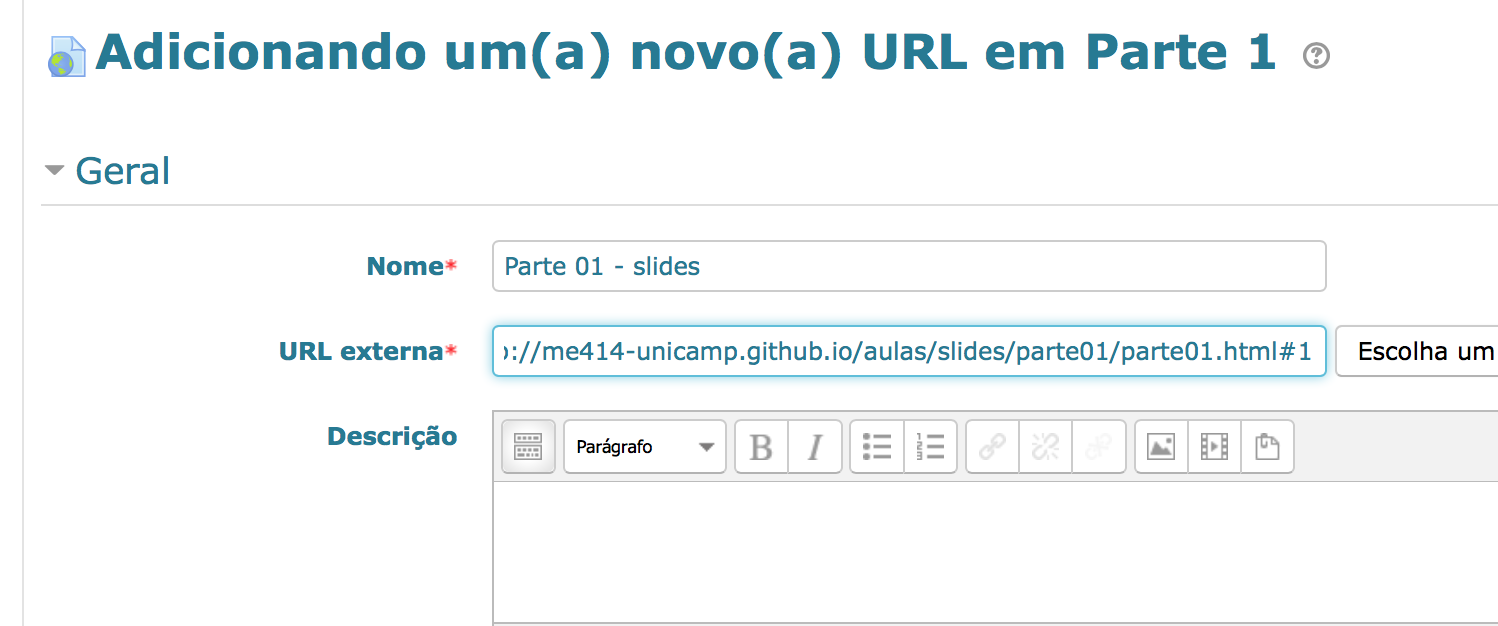 Adicionando um(a) novo(a) URL em Parte 1
Geral
Nome*
Parte 01 - slides
URL externa*
://me414-unicamp.github.io/aulas/slides/parte01/parte01.html#1
Escolha um
Descrição
Parágrafo
B I